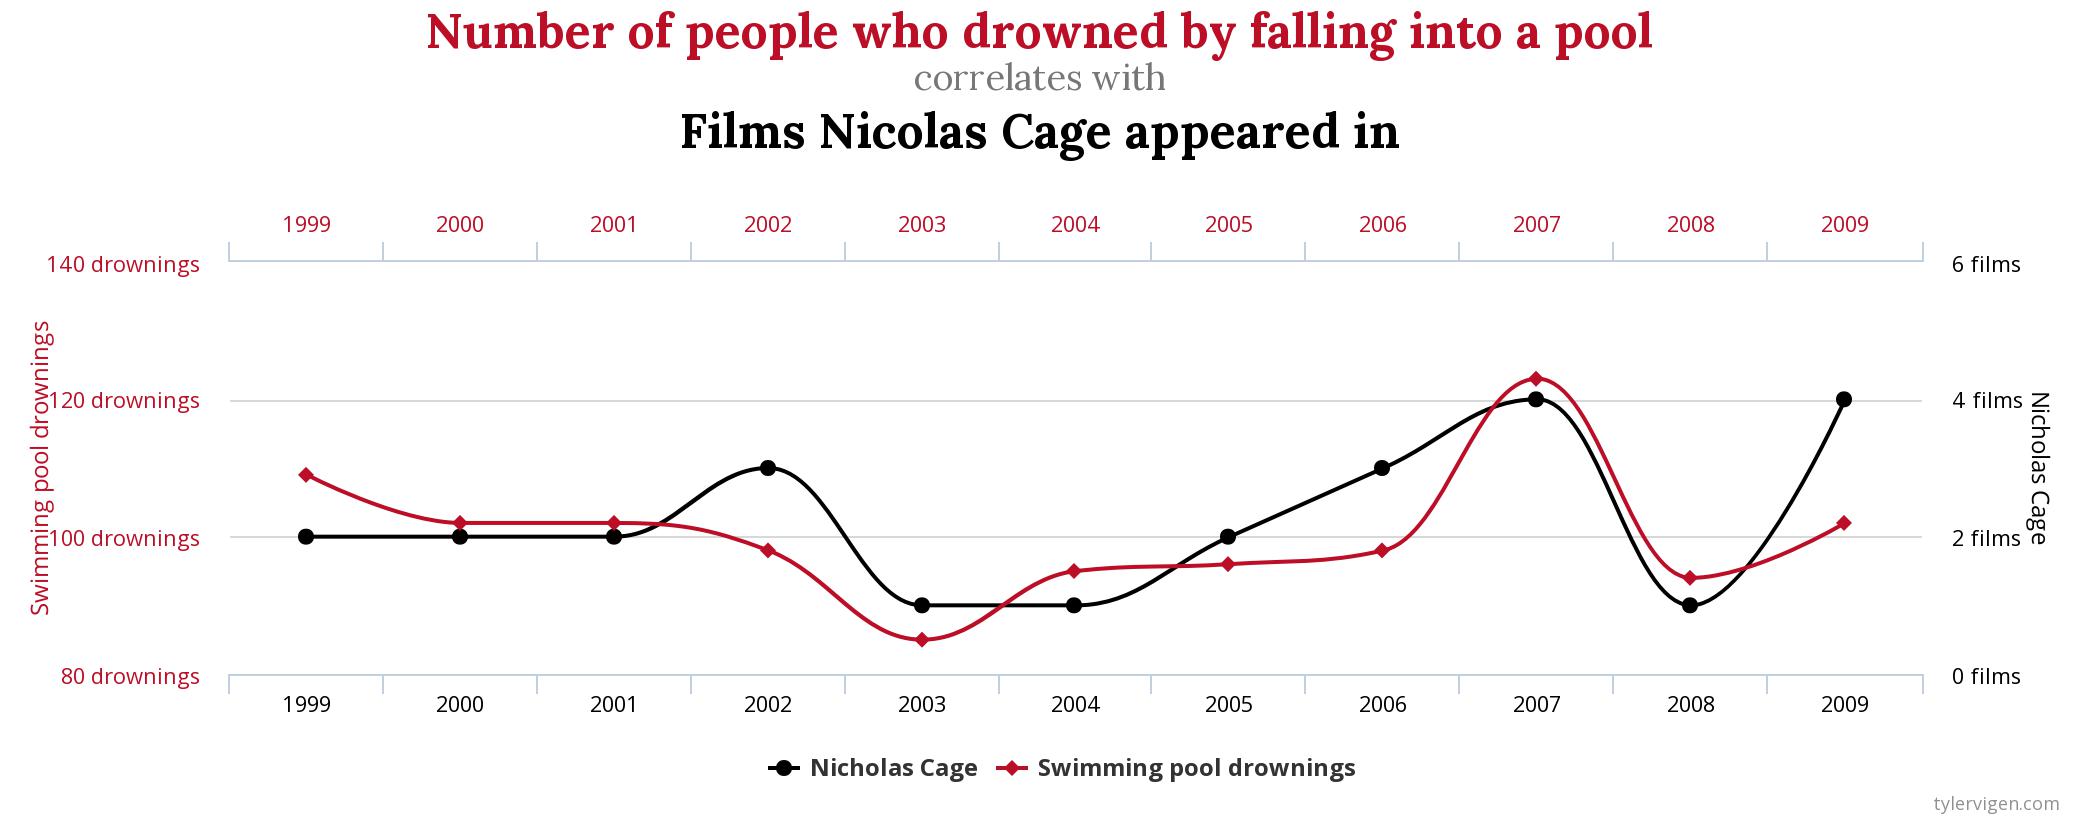 Number of people who drowned by falling into a pool
correlates with
Films Nicolas Cage appeared in
1999 2000 2001 2002 2003 2004 2005 2006 2007 2008 2009
140 drownings
6 films
120 drownings
4 films
100 drownings
2 films
80 drownings
0 films
Swimming pool drownings
Nicholas Cage
1999 2000 2001 2002 2003 2004 2005 2006 2007 2008 2009
Nicholas Cage
Swimming pool drownings
tylervigen.com